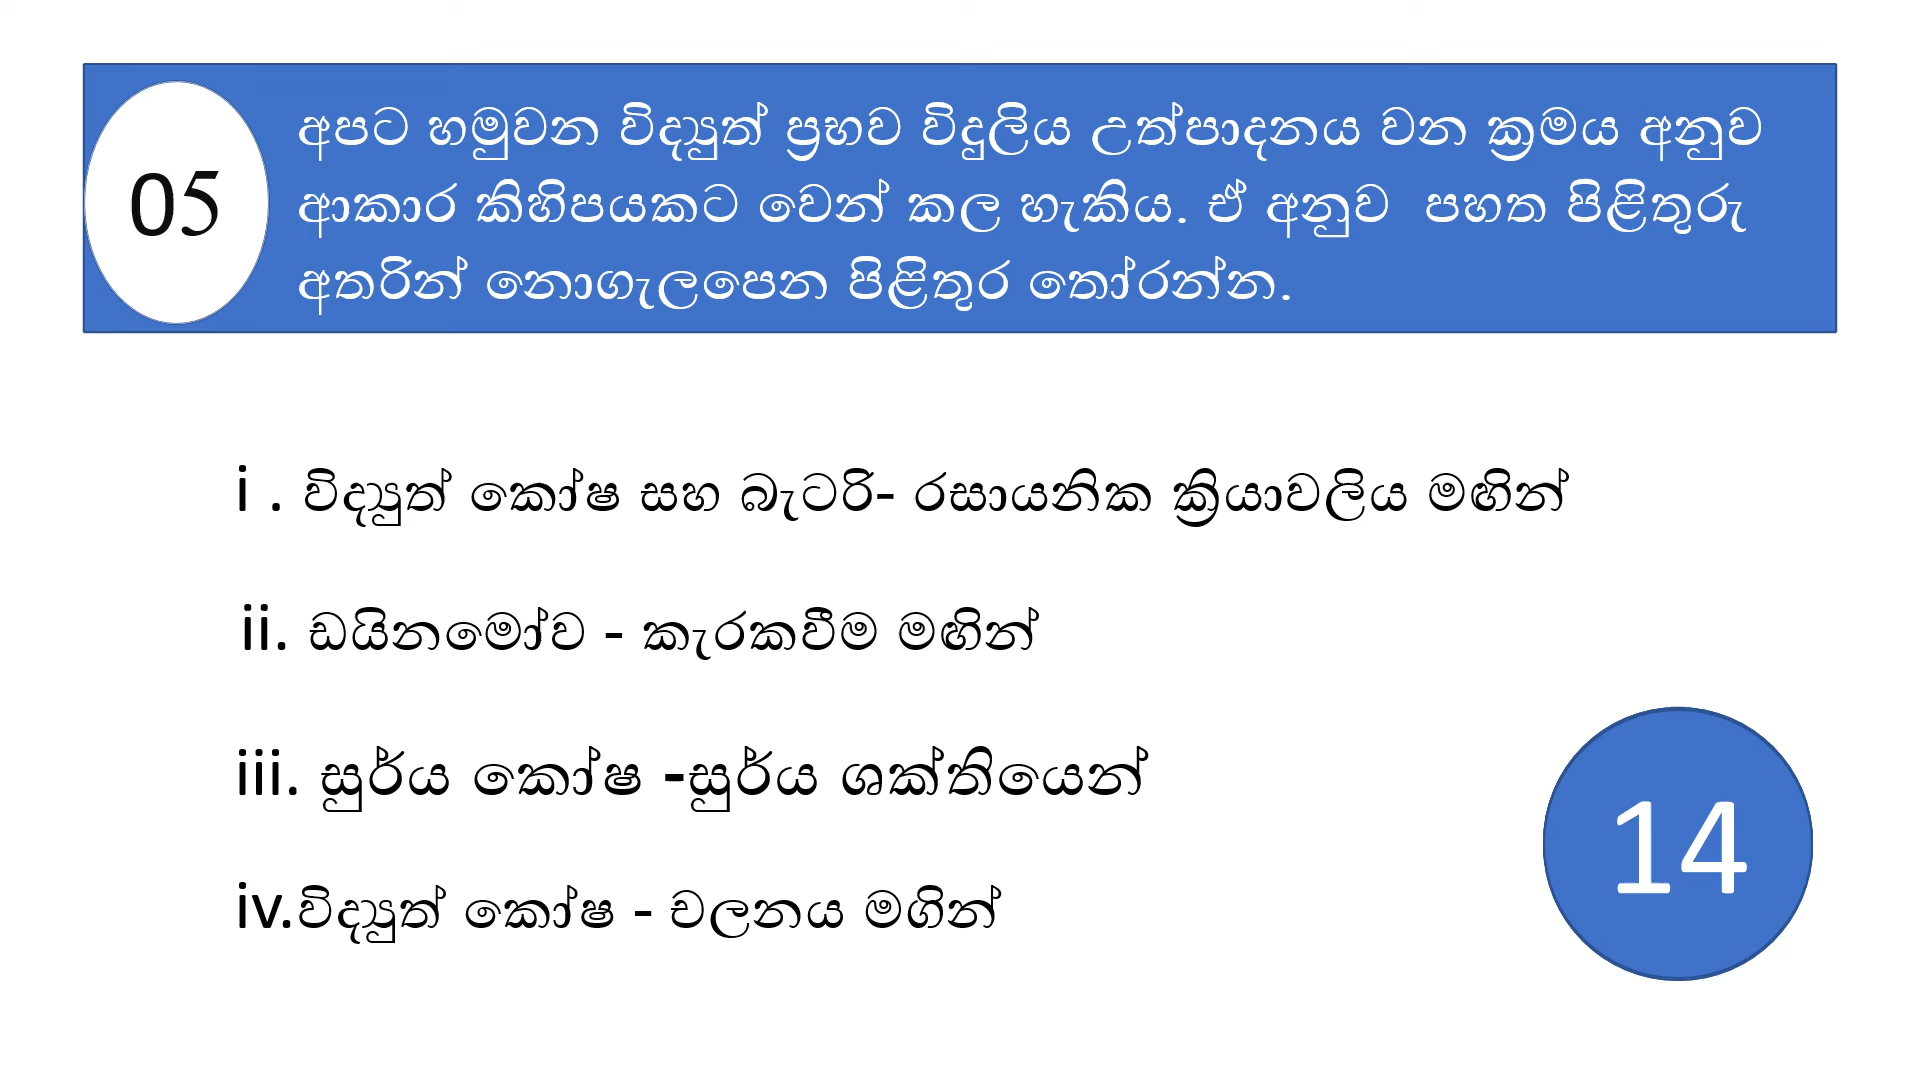 05
අපට හමුවන විද්‍යුත් ප්‍රභව විදුලිය උත්පාදනය වන ක්‍රමය අනුව
ආකාර කිහිපයකට වෙන් කල හැකිය. ඒ අනුව  පහත පිළිතුරු
අතරින් නොගැලපෙන පිළිතුර තෝරන්න.
i . විද්‍යුත් කෝෂ සහ බැටරි- රසායනික ක්‍රියාවලිය මඟින්
ii. ඩයිනමෝව - කැරකවීම මඟින්
iii. සුර්ය කෝෂ -සුර්ය ශක්තියෙන්
iv.විද්‍යුත් කෝෂ - චලනය මගින්
14